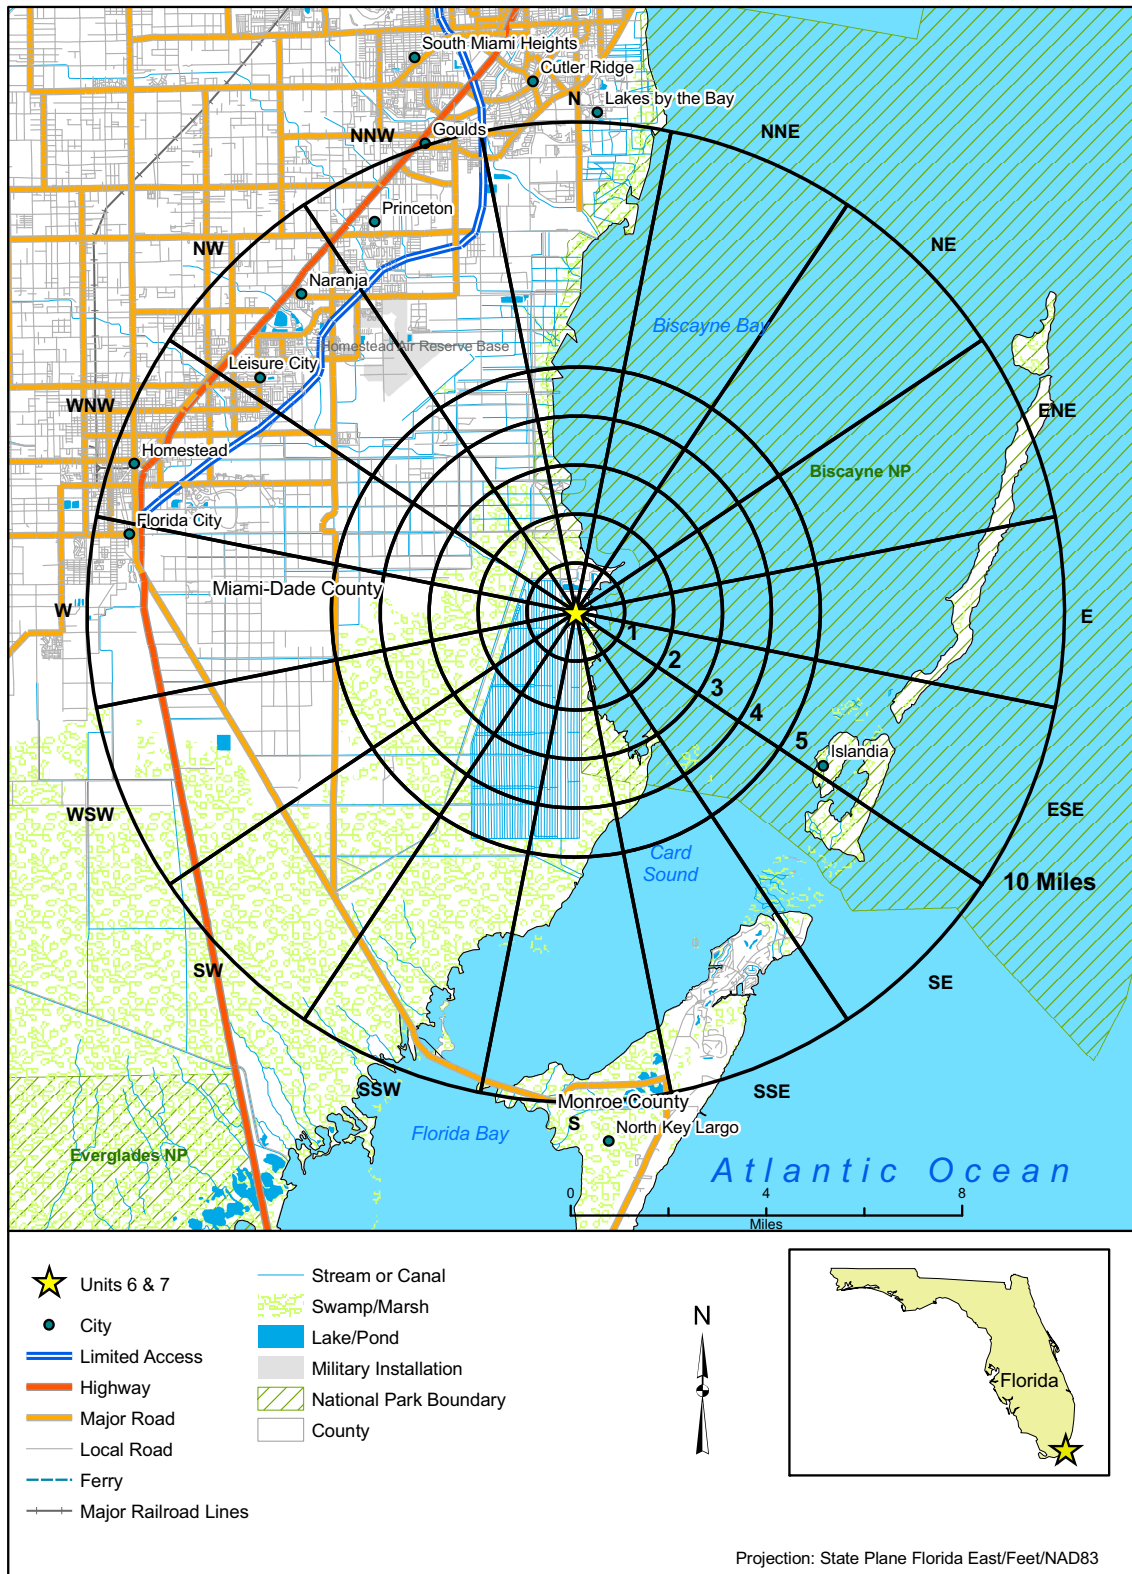 South Miami Heights
Cutler Ridge
N
Lakes by the Bay
NNW
Goulds
NNE
Princeton
NW
NE
Naranja
Biscayne Bay
Homestead Air Reserve Base
Leisure City
WNW
ENE
Homestead
Biscayne NP
Florida City
Miami-Dade County
W
E
1
2
3
4
5
Islandia
WSW
ESE
Card
Sound
10 Miles
SW
SE
SSW
SSE
Monroe County
S
North Key Largo
Florida Bay
Everglades NP
Atlantic Ocean
0 4 8
Miles
Units 6 & 7
City
Limited Access
Highway
Major Road
Local Road
Ferry
Major Railroad Lines
Stream or Canal
Swamp/Marsh
Lake/Pond
Military Installation
National Park Boundary
County
N
Florida
Projection: State Plane Florida East/Feet/NAD83